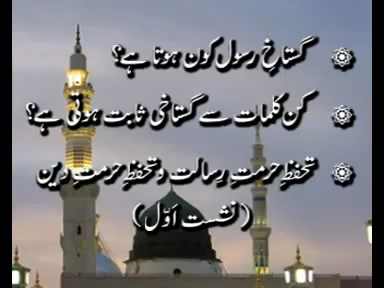 گستاخِ رسول کون ہوتا ہے؟
کن کلمات سے گستاخی ثابت ہوتی ہے؟
تحفظِ حرمتِ رسالت و تحفظِ حرمتِ دین
(نشست اوّل)